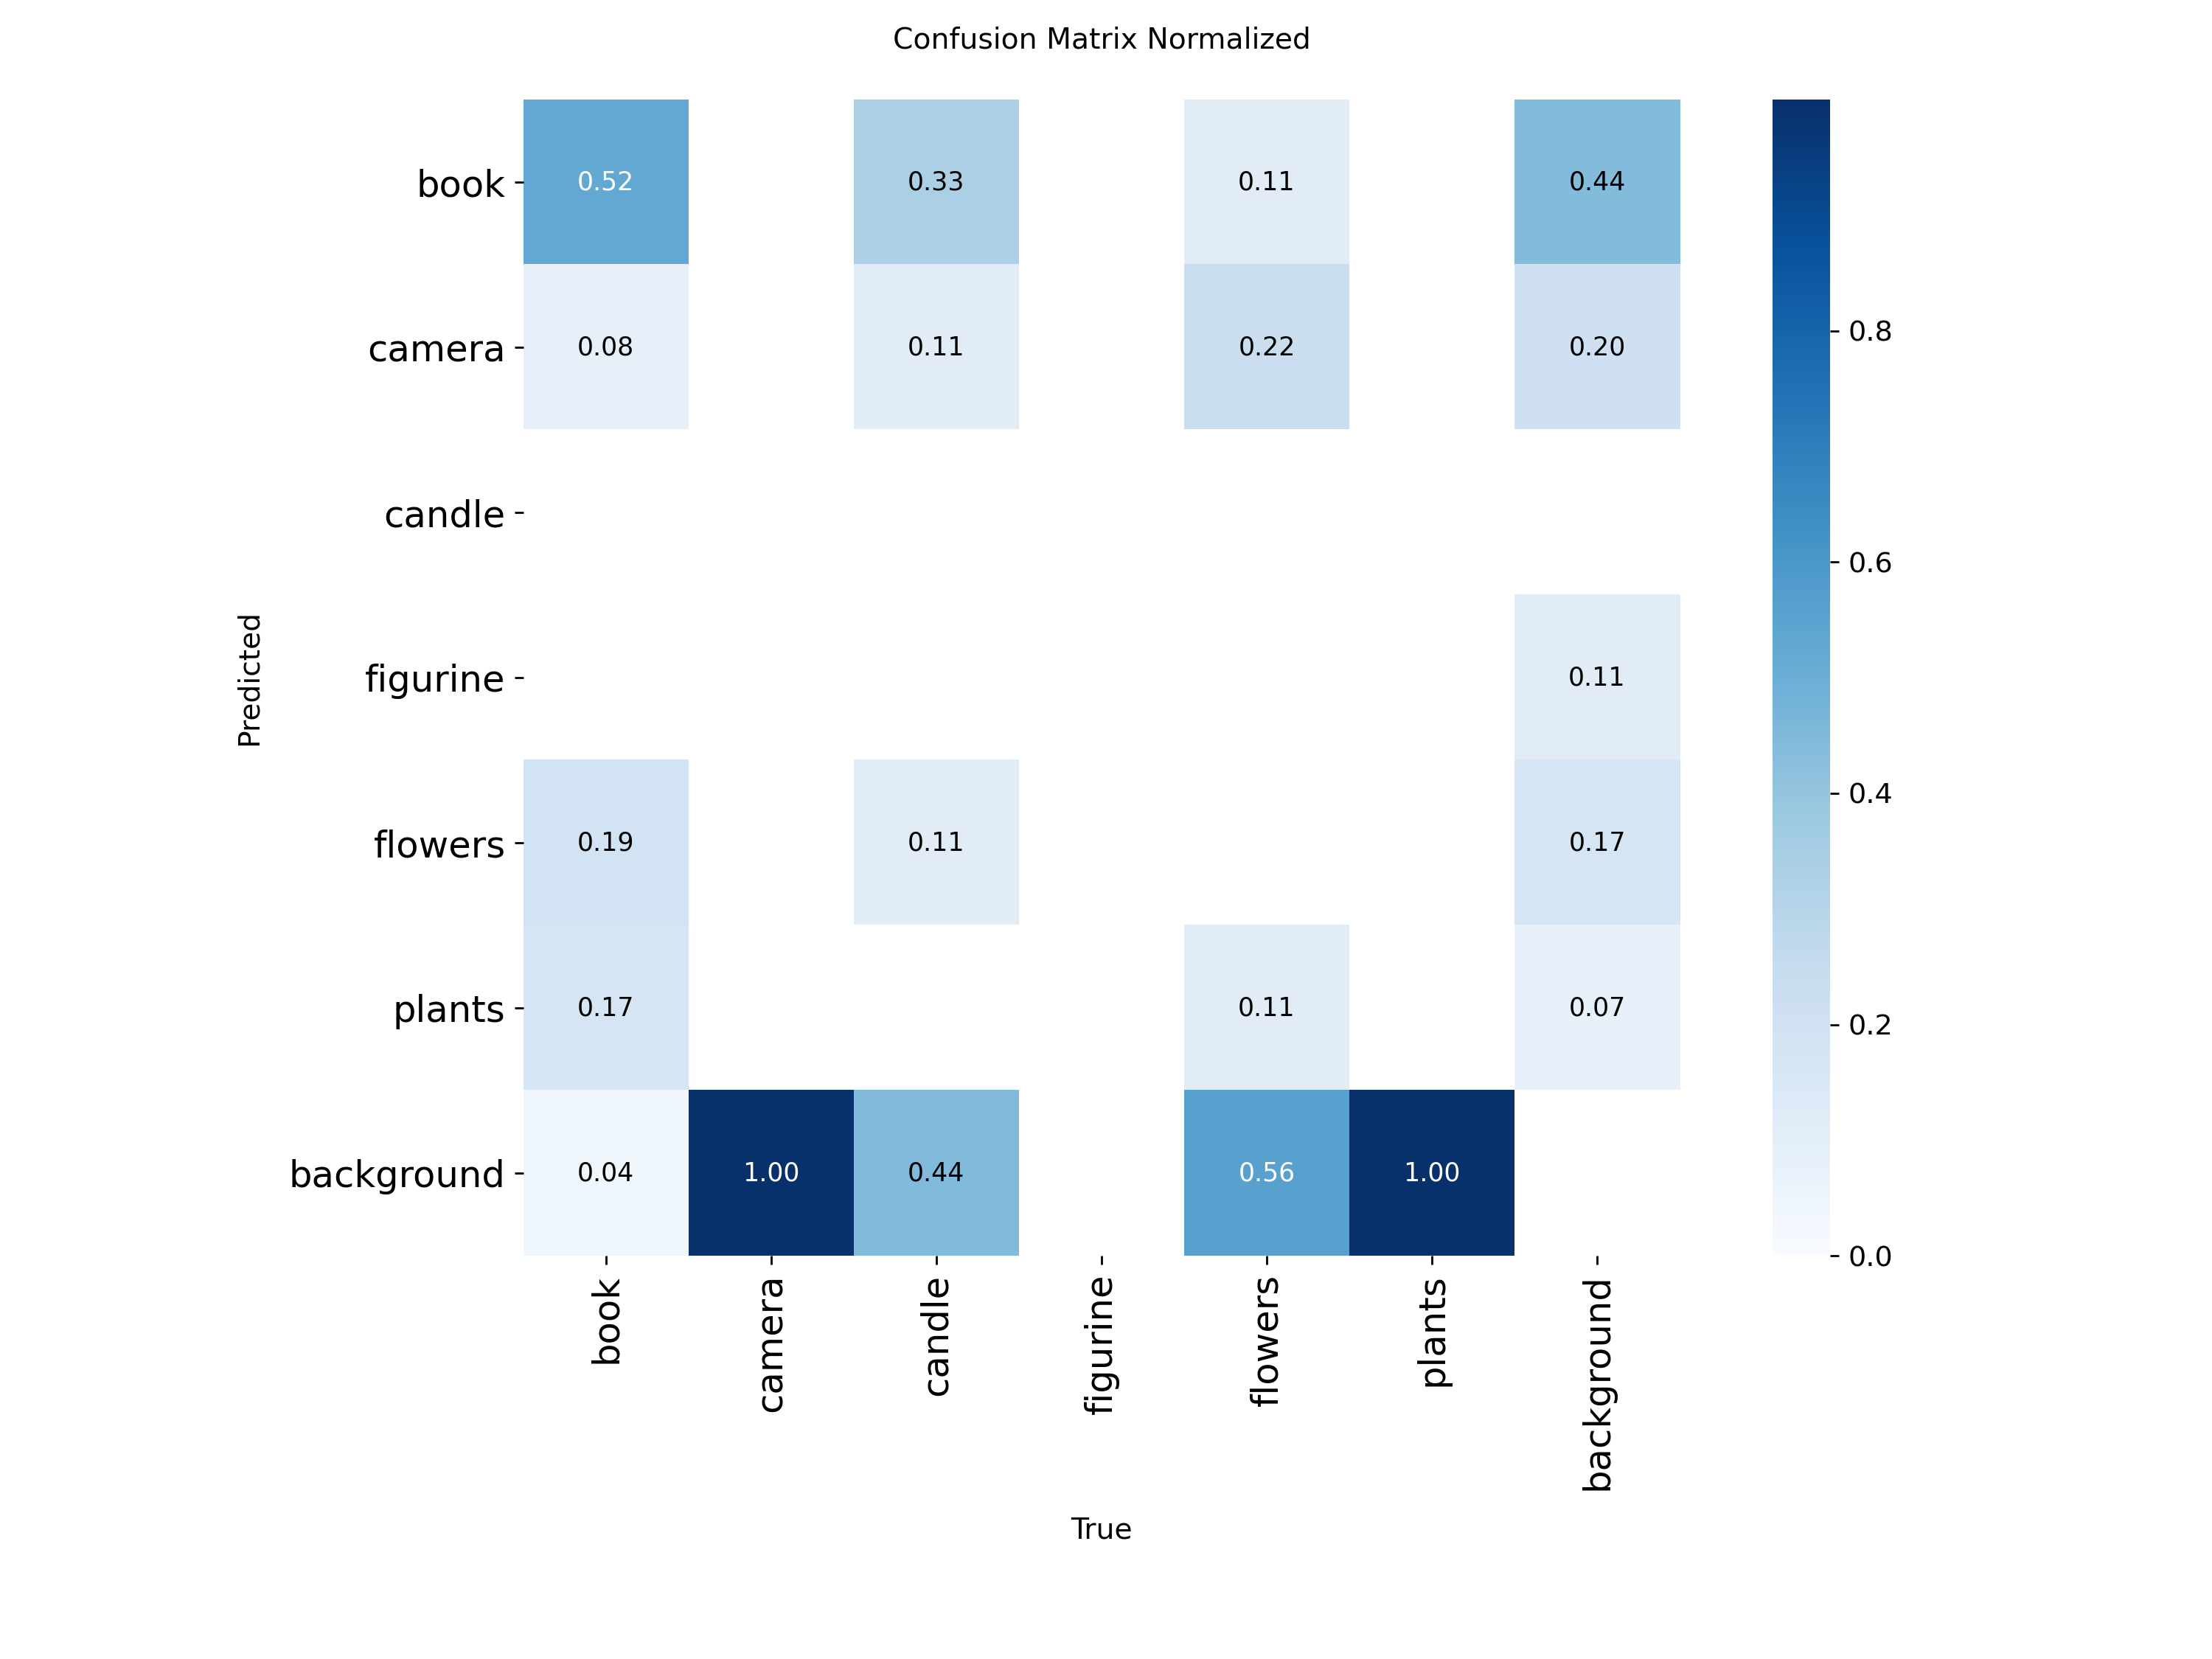 Confusion Matrix Normalized
book 0.52 0.33 0.11 0.44
camera 0.08 0.11 0.22 0.20
candle
figurine 0.11
flowers 0.19 0.11 0.17
plants 0.17 0.11 0.07
background 0.04 1.00 0.44 0.56 1.00
Predicted
book camera candle figurine flowers plants background
True
0.8
0.6
0.4
0.2
0.0